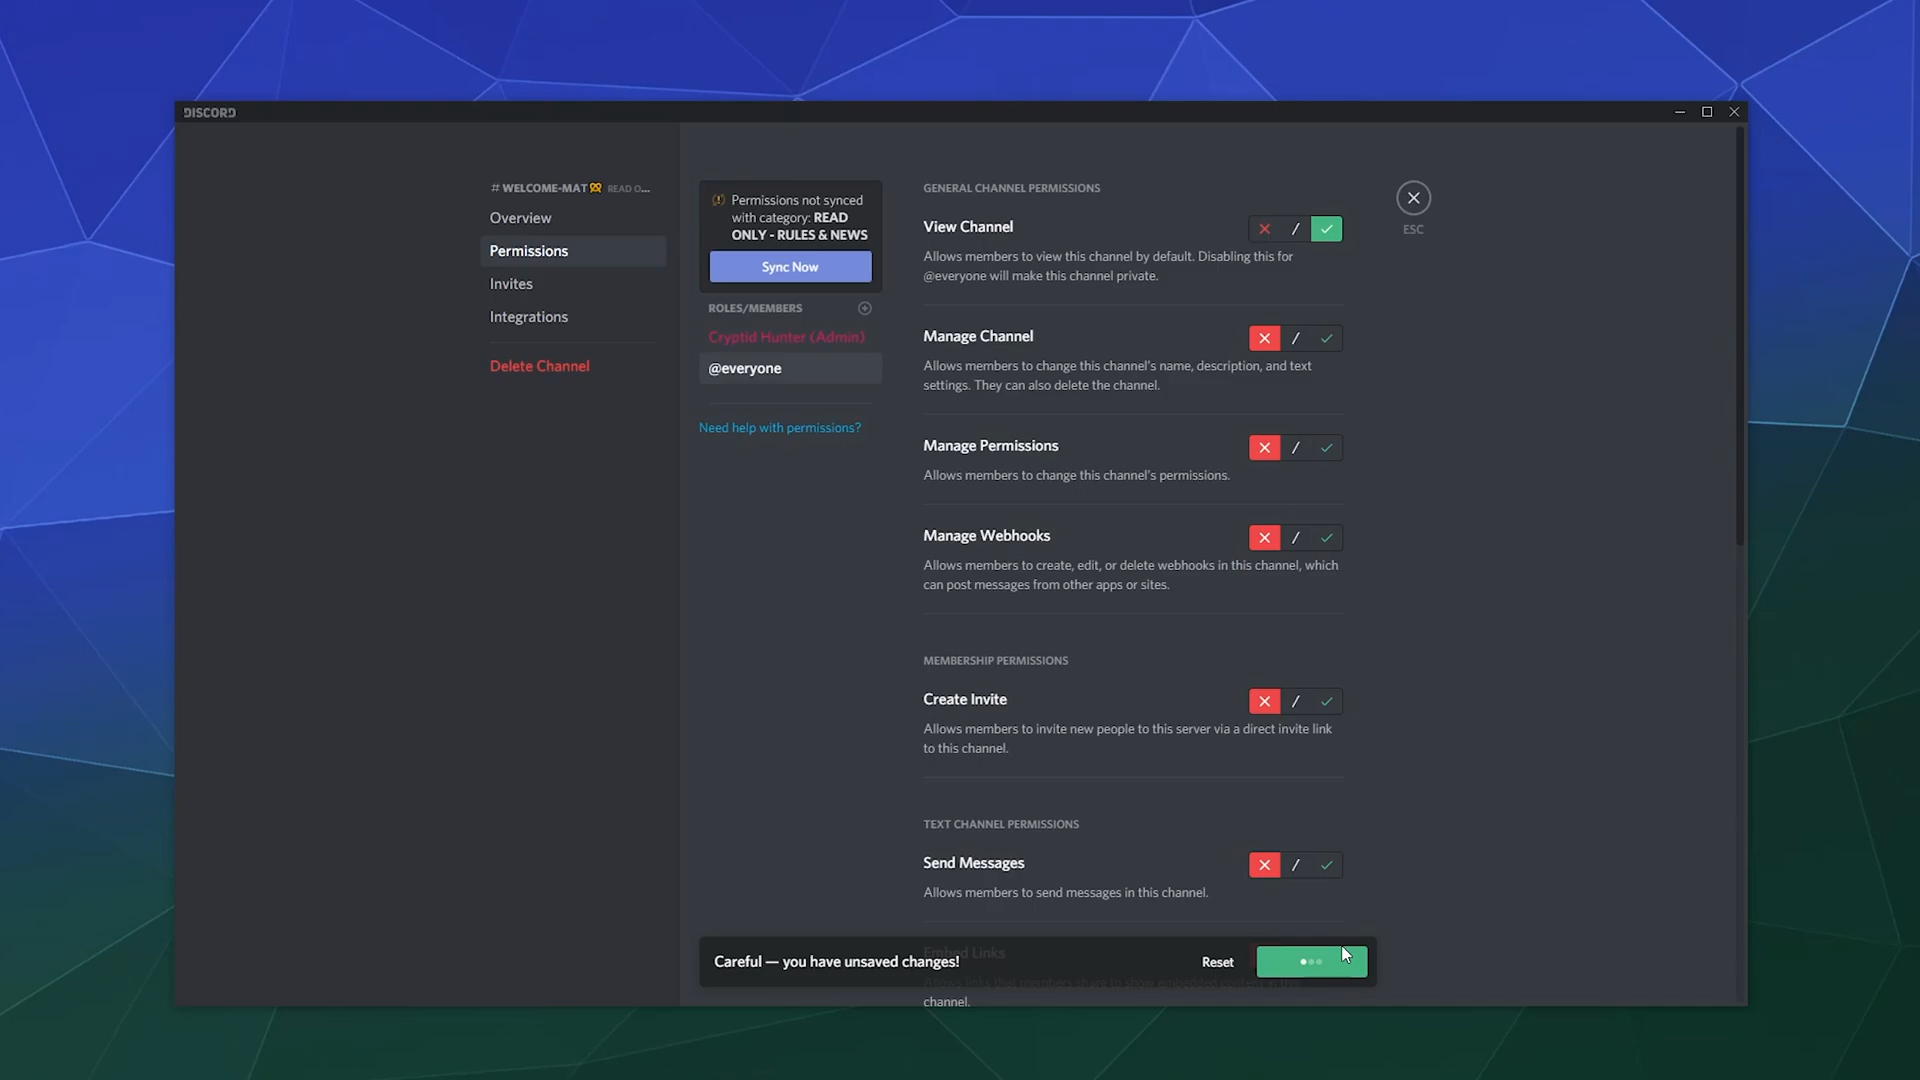 DISCORD
# WELCOME-MAT READ O...
Overview
Permissions
Invites
Integrations
Delete Channel
Permissions not synced
with category: READ
ONLY - RULES & NEWS
Sync Now
ROLES/MEMBERS
Cryptid Hunter (Admin)
@everyone
Need help with permissions?
GENERAL CHANNEL PERMISSIONS
View Channel
Allows members to view this channel by default. Disabling this for
@everyone will make this channel private.
Manage Channel
Allows members to change this channel's name, description, and text
settings. They can also delete the channel.
Manage Permissions
Allows members to change this channel's permissions.
Manage Webhooks
Allows members to create, edit, or delete webhooks in this channel, which
can post messages from other apps or sites.
MEMBERSHIP PERMISSIONS
Create Invite
Allows members to invite new people to this server via a direct invite link
to this channel.
TEXT CHANNEL PERMISSIONS
Send Messages
Allows members to send messages in this channel.
Embed Links
Careful — you have unsaved changes!
Reset
channel.
ESC